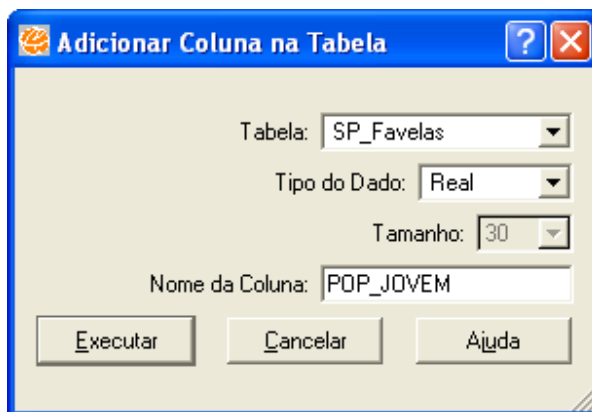 Adicionar Coluna na Tabela ?
Tabela: SP_Favelas
Tipo do Dado: Real
Tamanho: 30
Nome da Coluna: POP_JOVEM
Executar Cancelar Ajuda